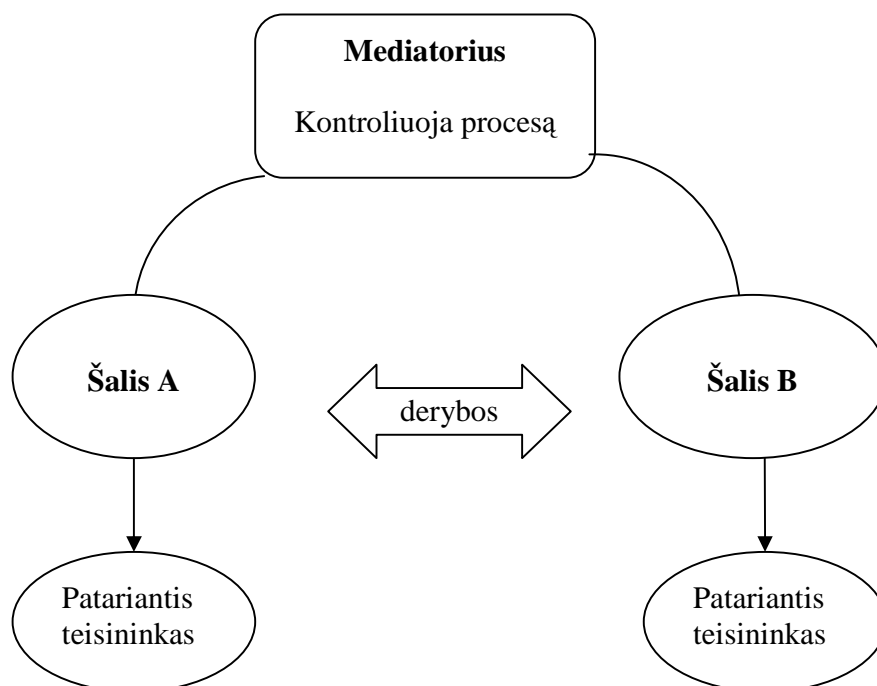 Mediatorius
Kontroliuoja procesą
Šalis A
Šalis B
derybos
Patariantis
teisininkas
Patariantis
teisininkas